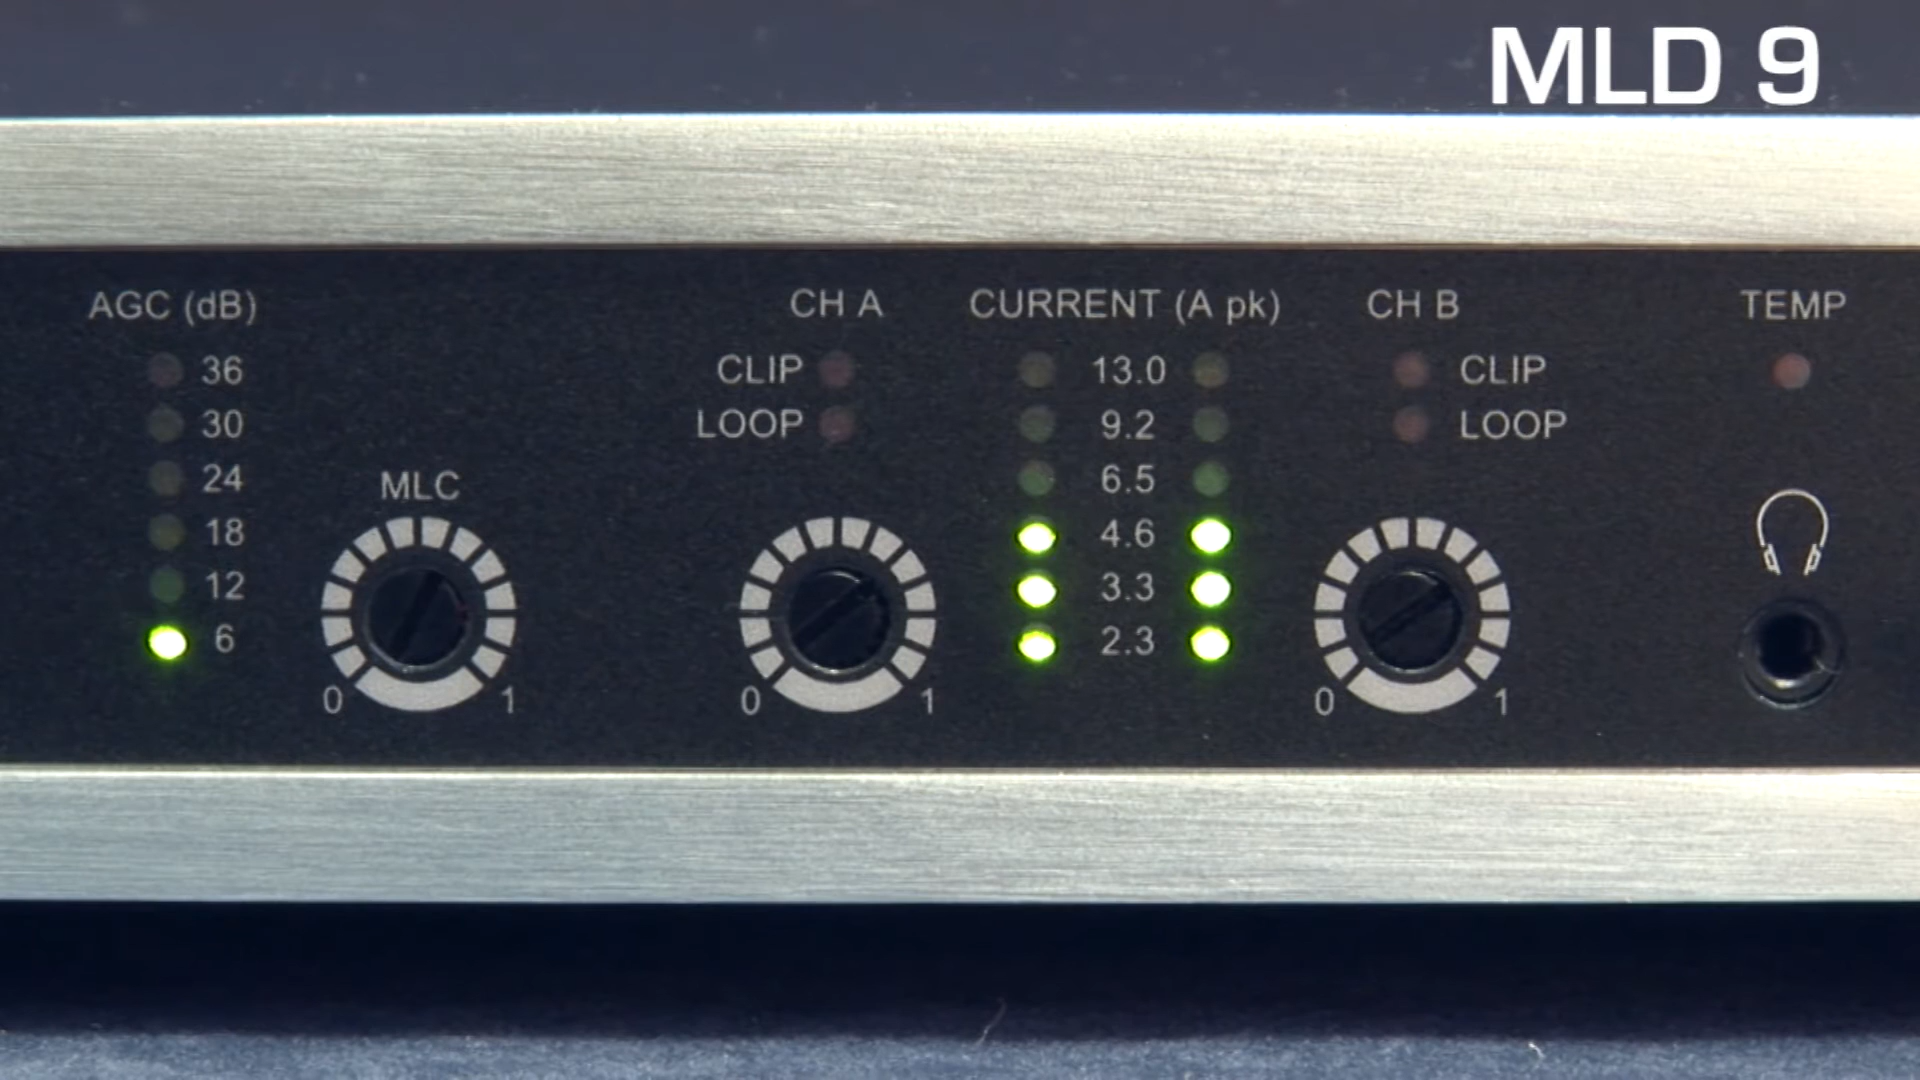 MLD 9
AGC (dB)
36
30
24
18
12
6
MLC
0 1
CH A
CLIP
LOOP
0 1
CURRENT (A pk)
13.0
9.2
6.5
4.6
3.3
2.3
CH B
CLIP
LOOP
0 1
TEMP